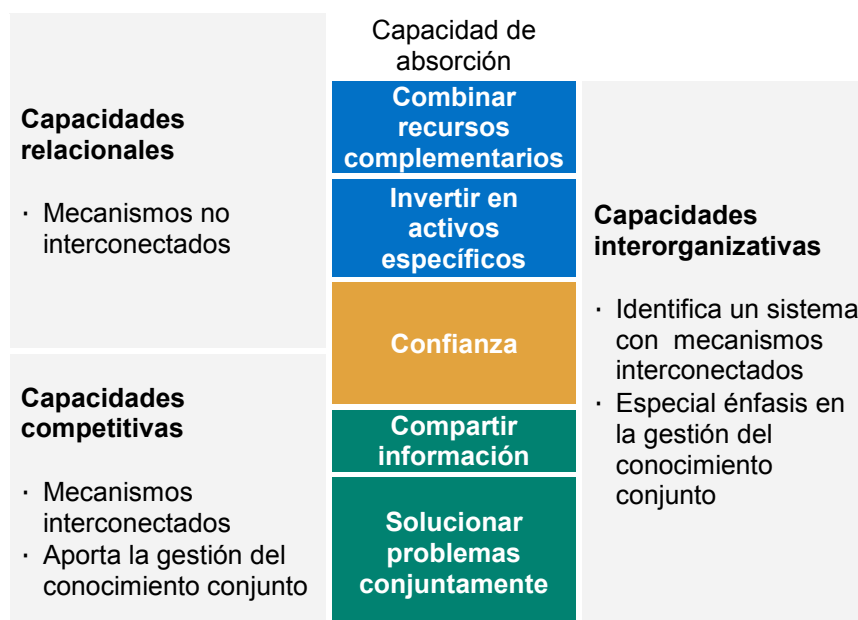 Capacidades
relacionales
· Mecanismos no
interconectados
Capacidades
competitivas
· Mecanismos
interconectados
· Aporta la gestión del
conocimiento conjunto
Capacidad de
absorción
Combinar
recursos
complementarios
Invertir en
activos
específicos
Confianza
Compartir
información
Solucionar
problemas
conjuntamente
Capacidades
interorganizativas
· Identifica un sistema
con mecanismos
interconectados
· Especial énfasis en
la gestión del
conocimiento
conjunto